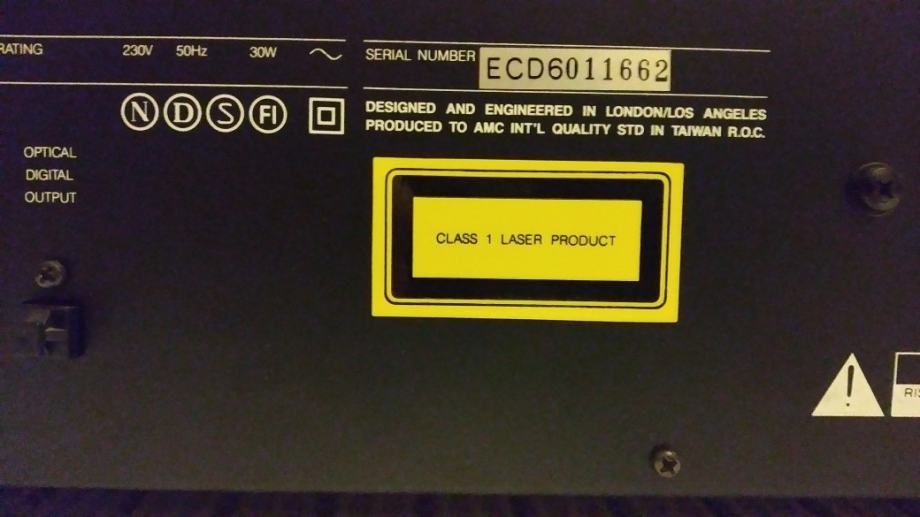 RATING 230V 50Hz 30W
SERIAL NUMBER ECD6011662
N D S FI
DESIGNED AND ENGINEERED IN LONDON/LOS ANGELES
PRODUCED TO AMC INT'L QUALITY STD IN TAIWAN R.O.C.
OPTICAL
DIGITAL
OUTPUT
CLASS 1 LASER PRODUCT